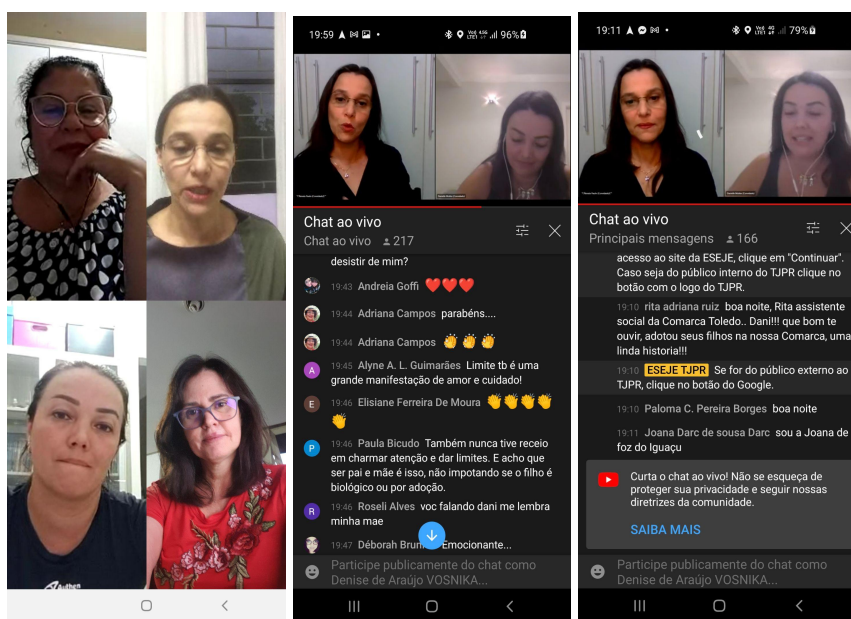 19:59
96%
Chat ao vivo
Chat ao vivo 217
desistir de mim?
19:43 Andreia Goffi
19:44 Adriana Campos parabéns....
19:44 Adriana Campos
A 19:45 Alyne A. L. Guimarães Limite tb é uma
grande manifestação de amor e cuidado!
E 19:46 Elisiane Ferreira De Moura
P 19:46 Paula Bicudo Também nunca tive receio
em charmar atenção e dar limites. E acho que
ser pai e mãe é isso, não impotando se o filho é
biológico ou por adoção.
R 19:46 Roseli Alves voc falando dani me lembra
minha mae
19:47 Déborah Brun Emocionante...
Participe publicamente do chat como
Denise de Araújo VOSNIKA...
19:11
79%
Chat ao vivo
Principais mensagens 166
acesso ao site da ESEJE, clique em "Continuar".
Caso seja do público interno do TJPR clique no
botão com o logo do TJPR.
19:10 rita adriana ruiz boa noite, Rita assistente
social da Comarca Toledo.. Dani!!! que bom te
ouvir, adotou seus filhos na nossa Comarca, uma
linda historia!!!
19:10 ESEJE TJPR Se for do público externo ao
TJPR, clique no botão do Google.
19:10 Paloma C. Pereira Borges boa noite
19:11 Joana Darc de sousa Darc sou a Joana de
foz do Iguaçu
Curta o chat ao vivo! Não se esqueça de
proteger sua privacidade e seguir nossas
diretrizes da comunidade.
SAIBA MAIS
Participe publicamente do chat como
Denise de Araújo VOSNIKA...